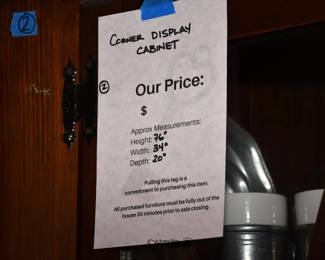 ②
CORNER DISPLAY
CABINET
②
Our Price:
$
Approx Measurements:
Height: 76"
Width: 34"
Depth: 20"
Pulling this tag is a
commitment to purchasing this item.
All purchased furniture must be fully out of the
house 30 minutes prior to sale closing.